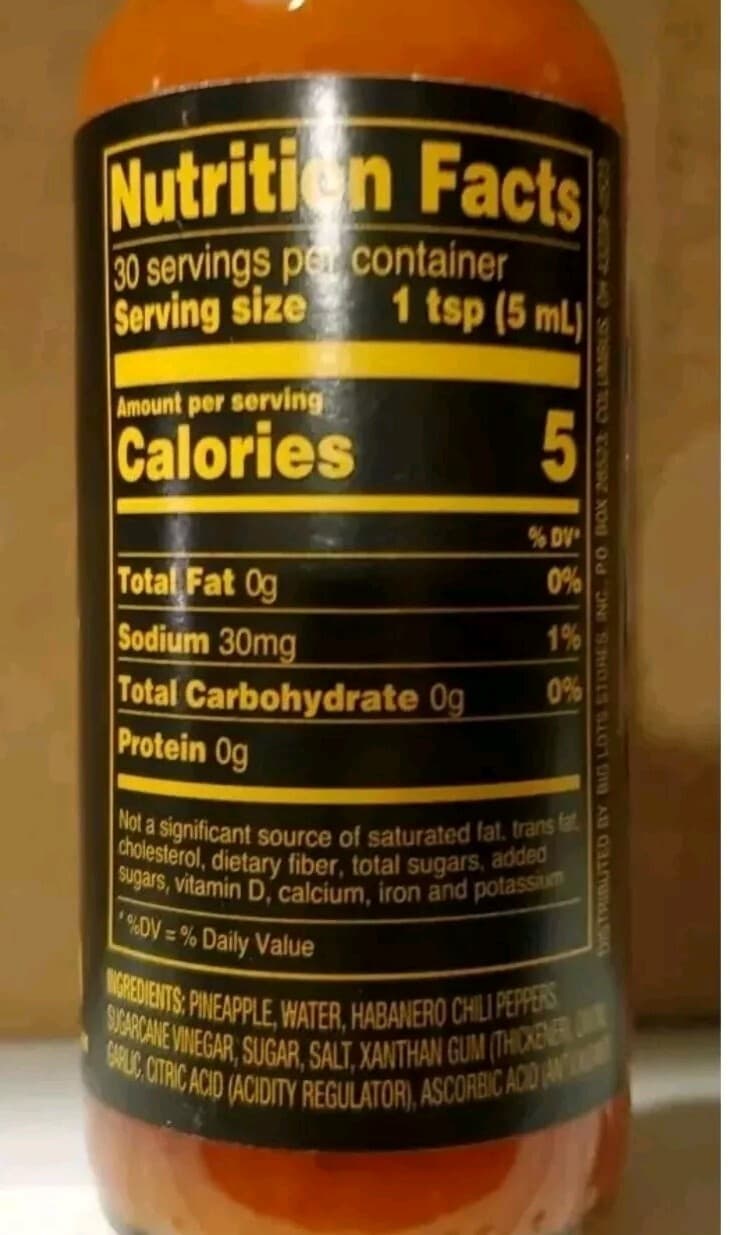 Nutrition Facts
30 servings per container
Serving size 1 tsp (5 mL)
Amount per serving
Calories 5
% DV*
Total Fat 0g 0%
Sodium 30mg 1%
Total Carbohydrate 0g 0%
Protein 0g
Not a significant source of saturated fat, trans fat,
cholesterol, dietary fiber, total sugars, added
sugars, vitamin D, calcium, iron and potassium
* %DV = % Daily Value
INGREDIENTS: PINEAPPLE, WATER, HABANERO CHILI PEPPERS,
SUGARCANE VINEGAR, SUGAR, SALT, XANTHAN GUM (THICKENER),
GARLIC, CITRIC ACID (ACIDITY REGULATOR), ASCORBIC ACID
DISTRIBUTED BY BIG LOTS STORES, INC., P.O. BOX 28523, COLUMBUS, OH